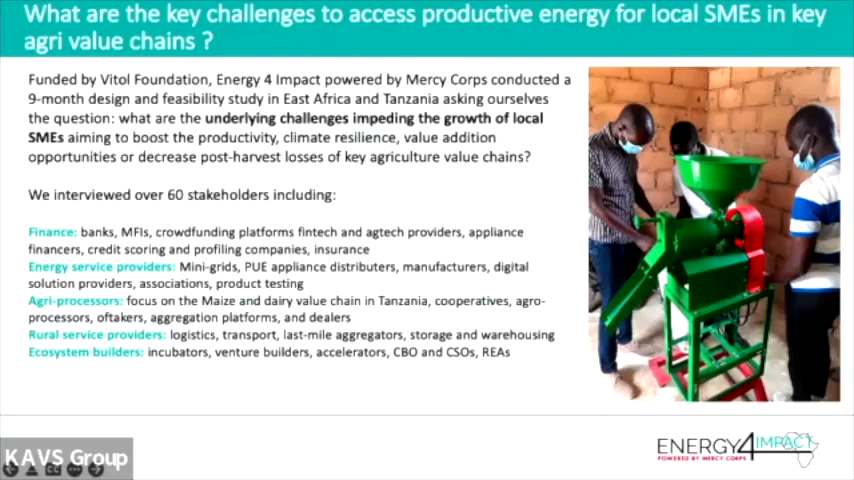 What are the key challenges to access productive energy for local SMEs in key
agri value chains ?
Funded by Vitol Foundation, Energy 4 Impact powered by Mercy Corps conducted a
9-month design and feasibility study in East Africa and Tanzania asking ourselves
the question: what are the underlying challenges impeding the growth of local
SMEs aiming to boost the productivity, climate resilience, value addition
opportunities or decrease post-harvest losses of key agriculture value chains?
We interviewed over 60 stakeholders including:
Finance: banks, MFIs, crowdfunding platforms fintech and agtech providers, appliance
financers, credit scoring and profiling companies, insurance
Energy service providers: Mini-grids, PUE appliance distributors, manufacturers, digital
solution providers, associations, product testing
Agri-processors: focus on the Maize and dairy value chain in Tanzania, cooperatives, agro-
processors, oftakers, aggregation platforms, and dealers
Rural service providers: logistics, transport, last-mile aggregators, storage and warehousing
Ecosystem builders: incubators, venture builders, accelerators, CBO and CSOs, REAs
KAVS Group
ENERGY4IMPACT
POWERED BY MERCY CORPS